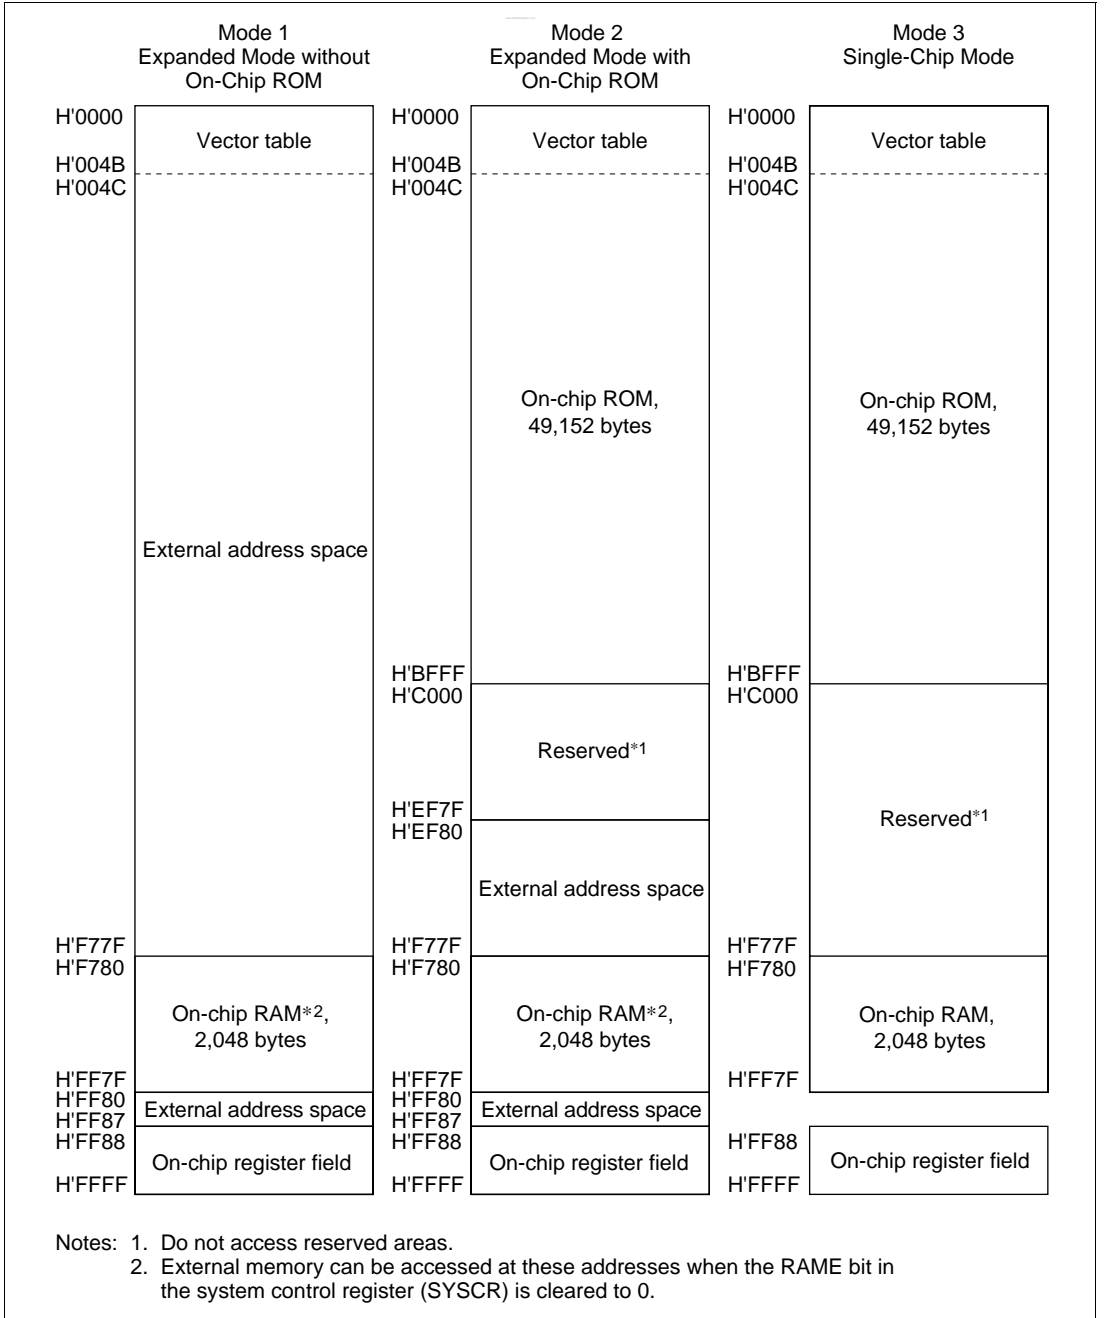 Mode 1
Expanded Mode without
On-Chip ROM
H'0000
Vector table
H'004B
H'004C
External address space
H'F77F
H'F780
On-chip RAM*2,
2,048 bytes
H'FF7F
H'FF80
External address space
H'FF87
H'FF88
On-chip register field
H'FFFF
Mode 2
Expanded Mode with
On-Chip ROM
H'0000
Vector table
H'004B
H'004C
On-chip ROM,
49,152 bytes
H'BFFF
H'C000
Reserved*1
H'EF7F
H'EF80
External address space
H'F77F
H'F780
On-chip RAM*2,
2,048 bytes
H'FF7F
H'FF80
External address space
H'FF87
H'FF88
On-chip register field
H'FFFF
Mode 3
Single-Chip Mode
H'0000
Vector table
H'004B
H'004C
On-chip ROM,
49,152 bytes
H'BFFF
H'C000
Reserved*1
H'F77F
H'F780
On-chip RAM,
2,048 bytes
H'FF7F
H'FF88
On-chip register field
H'FFFF
Notes: 1. Do not access reserved areas.
2. External memory can be accessed at these addresses when the RAME bit in
the system control register (SYSCR) is cleared to 0.